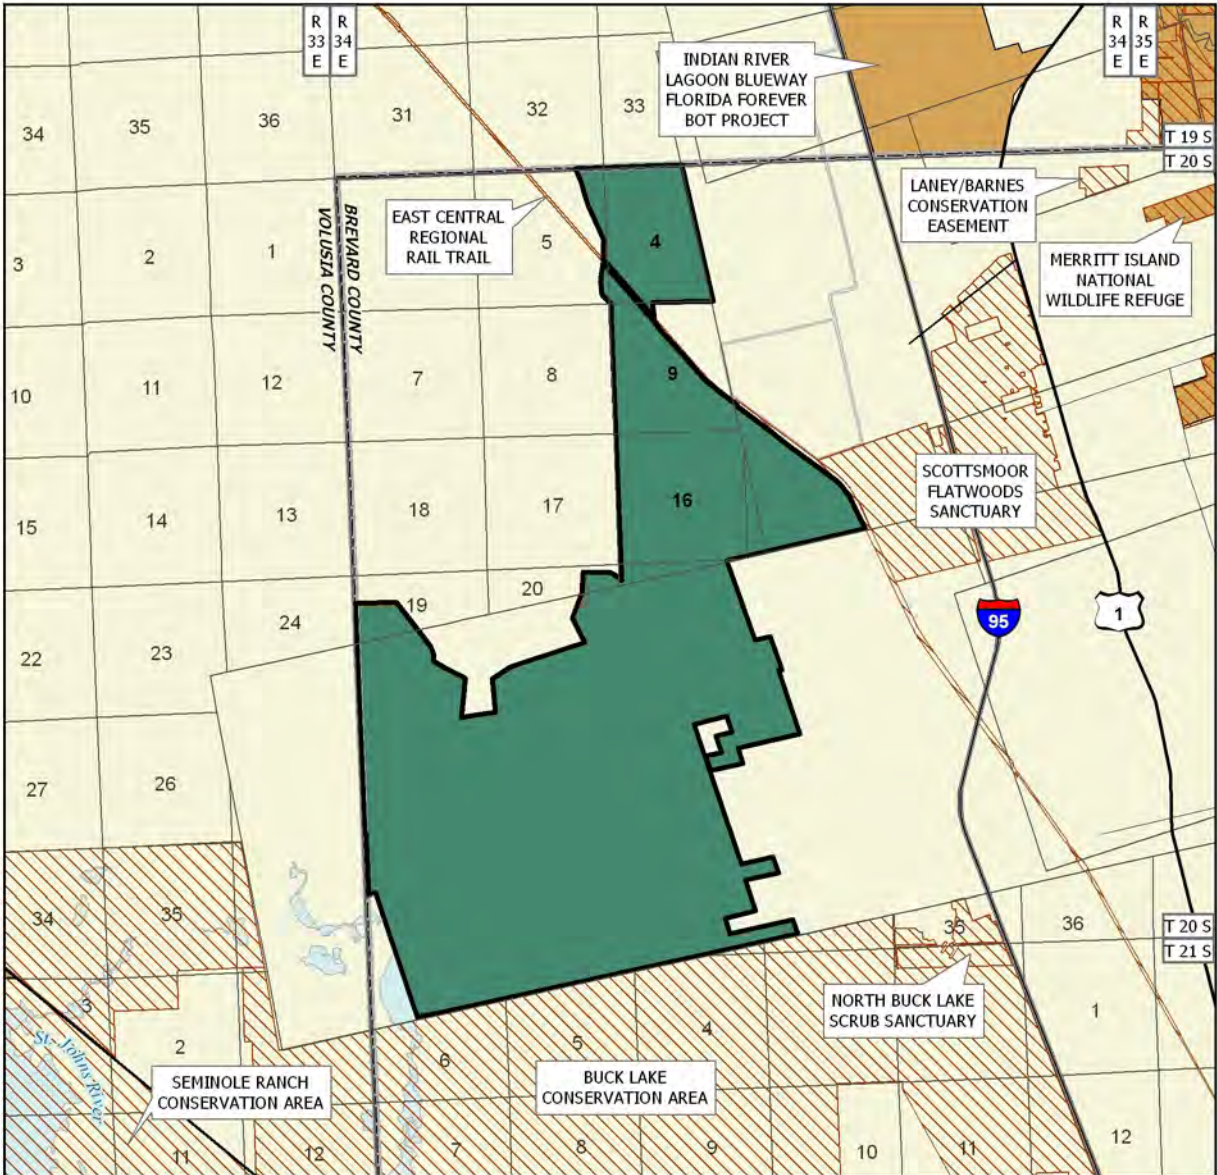 R
33
E
R
34
E
R
34
E
R
35
E
INDIAN RIVER
LAGOON BLUEWAY
FLORIDA FOREVER
BOT PROJECT
34
35
36
31
32
33
T 19 S
T 20 S
LANEY/BARNES
CONSERVATION
EASEMENT
EAST CENTRAL
REGIONAL
RAIL TRAIL
BREVARD COUNTY
VOLUSIA COUNTY
3
2
1
5
4
MERRITT ISLAND
NATIONAL
WILDLIFE REFUGE
10
11
12
7
8
9
SCOTTSMOOR
FLATWOODS
SANCTUARY
15
14
13
18
17
16
22
23
24
19
20
95
1
27
26
34
35
35
36
T 20 S
T 21 S
3
2
6
5
4
1
NORTH BUCK LAKE
SCRUB SANCTUARY
St. Johns River
SEMINOLE RANCH
CONSERVATION AREA
BUCK LAKE
CONSERVATION AREA
11
12
7
8
9
10
11
12